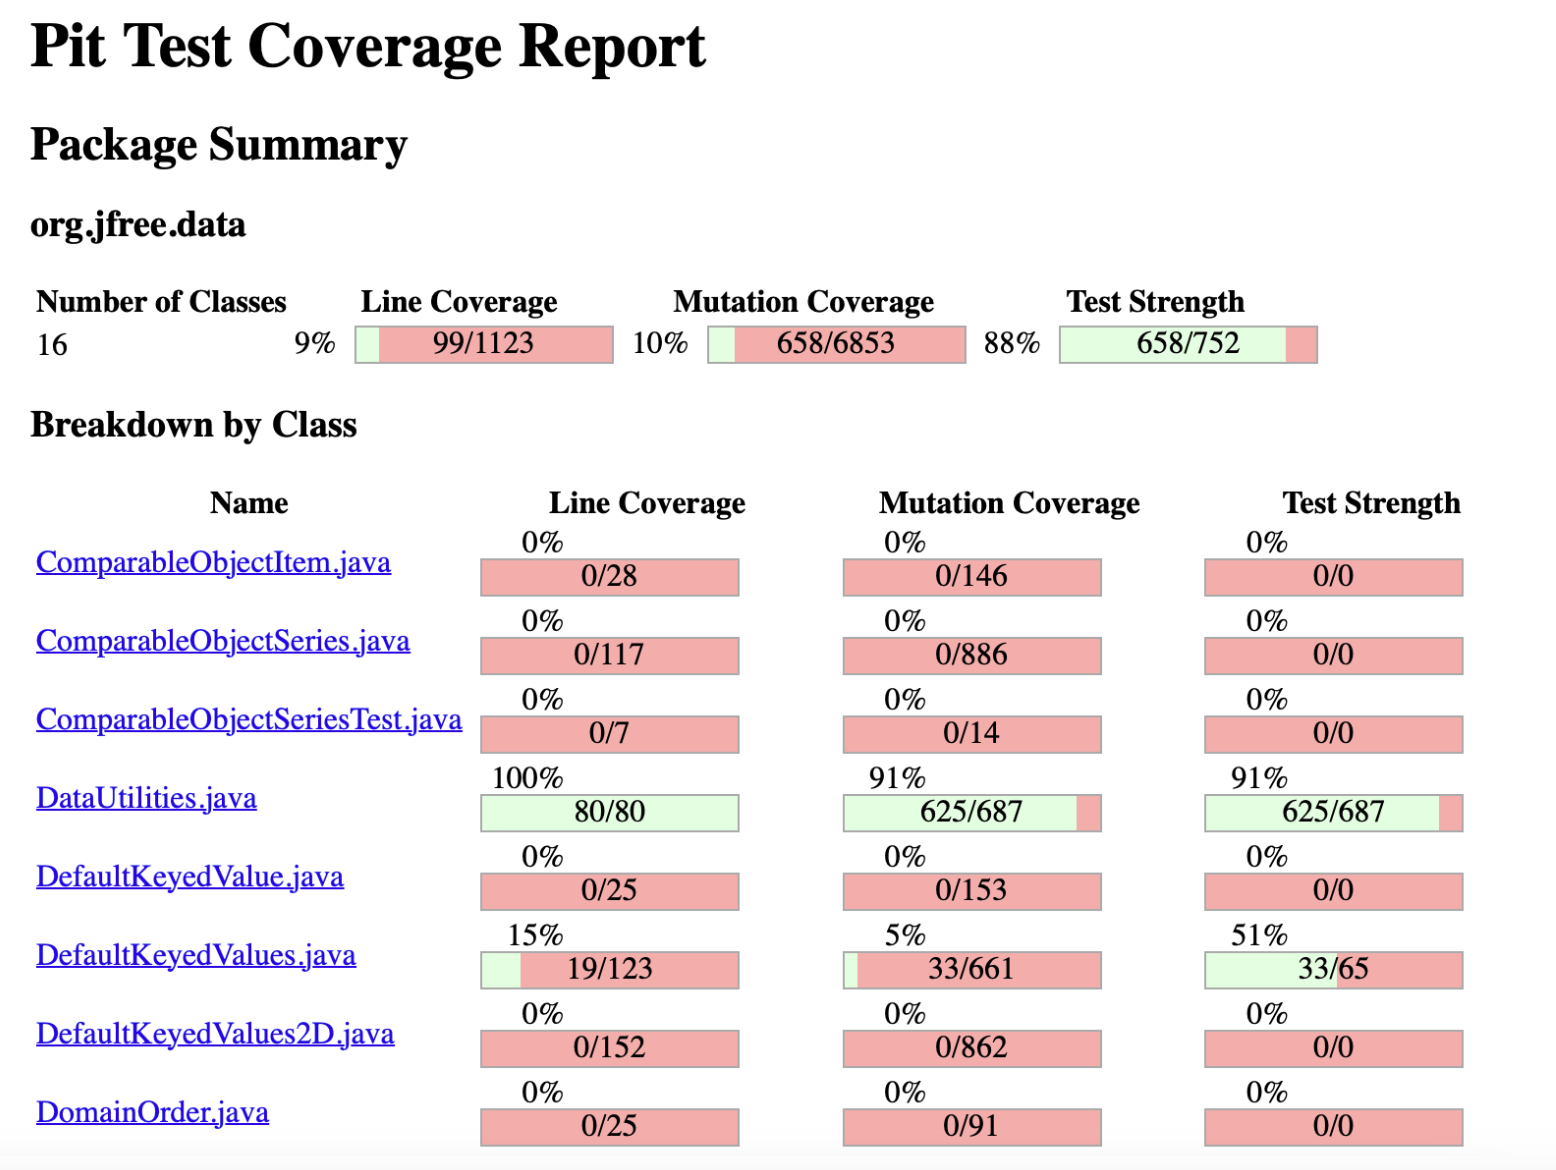 Pit Test Coverage Report
Package Summary
org.jfree.data
Number of Classes Line Coverage Mutation Coverage Test Strength
16 9% 99/1123 10% 658/6853 88% 658/752
Breakdown by Class
Name Line Coverage Mutation Coverage Test Strength
ComparableObjectItem.java 0% 0/28 0% 0/146 0% 0/0
ComparableObjectSeries.java 0% 0/117 0% 0/886 0% 0/0
ComparableObjectSeriesTest.java 0% 0/7 0% 0/14 0% 0/0
DataUtilities.java 100% 80/80 91% 625/687 91% 625/687
DefaultKeyedValue.java 0% 0/25 0% 0/153 0% 0/0
DefaultKeyedValues.java 15% 19/123 5% 33/661 51% 33/65
DefaultKeyedValues2D.java 0% 0/152 0% 0/862 0% 0/0
DomainOrder.java 0% 0/25 0% 0/91 0% 0/0